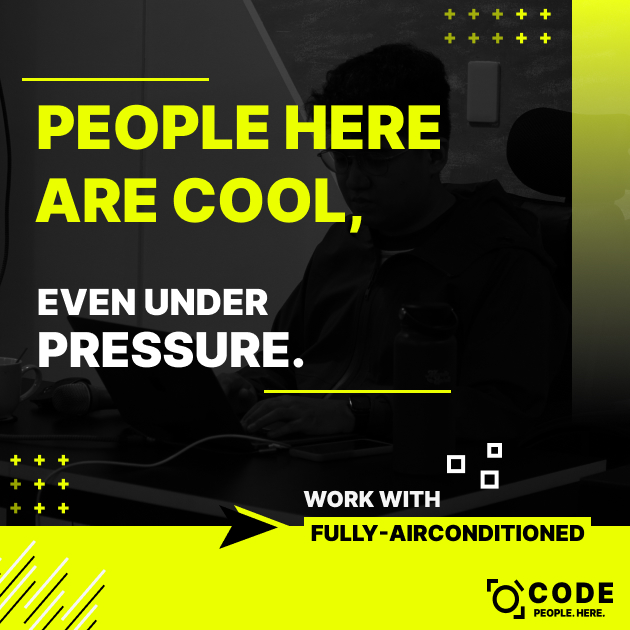 PEOPLE HERE
ARE COOL,
EVEN UNDER
PRESSURE.
WORK WITH
FULLY-AIRCONDITIONED
CODE
PEOPLE. HERE.